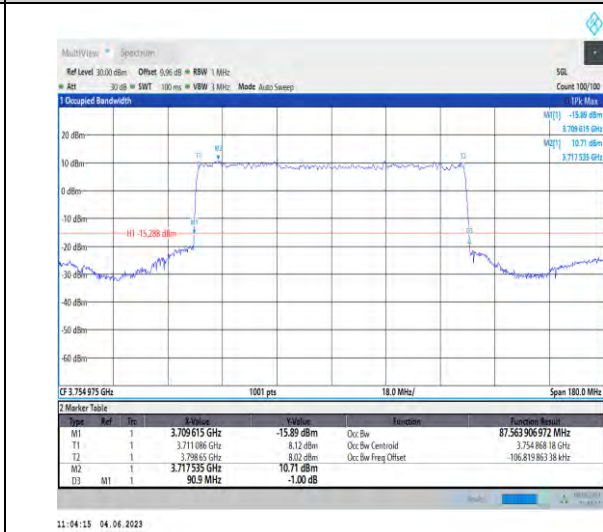 MultiView Spectrum
Ref Level 30.00 dBm Offset 9.96 dB RBW 1 MHz SGL
Att 30 dB SWT 100 ms VBW 3 MHz Mode Auto Sweep Count 100/100
1 Occupied Bandwidth 1Pk Max
M1[1] -15.89 dBm
3.709 615 GHz
M2[1] 10.71 dBm
3.717 535 GHz
20 dBm
T1 M2 T2
10 dBm
0 dBm
-10 dBm
M1
H1 -15.288 dBm
D3
-20 dBm
-30 dBm
-40 dBm
-50 dBm
-60 dBm
CF 3.754 975 GHz 1001 pts 18.0 MHz/ Span 180.0 MHz
2 Marker Table
Type Ref Trc X-Value Y-Value Function Function Result
M1 1 3.709 615 GHz -15.89 dBm Occ Bw 87.563 906 972 MHz
T1 1 3.711 086 GHz 8.12 dBm Occ Bw Centroid 3.754 868 18 GHz
T2 1 3.798 65 GHz 8.02 dBm Occ Bw Freq Offset -106.819 863 38 kHz
M2 1 3.717 535 GHz 10.71 dBm
D3 M1 1 90.9 MHz -1.00 dB
11:04:15 04.06.2023